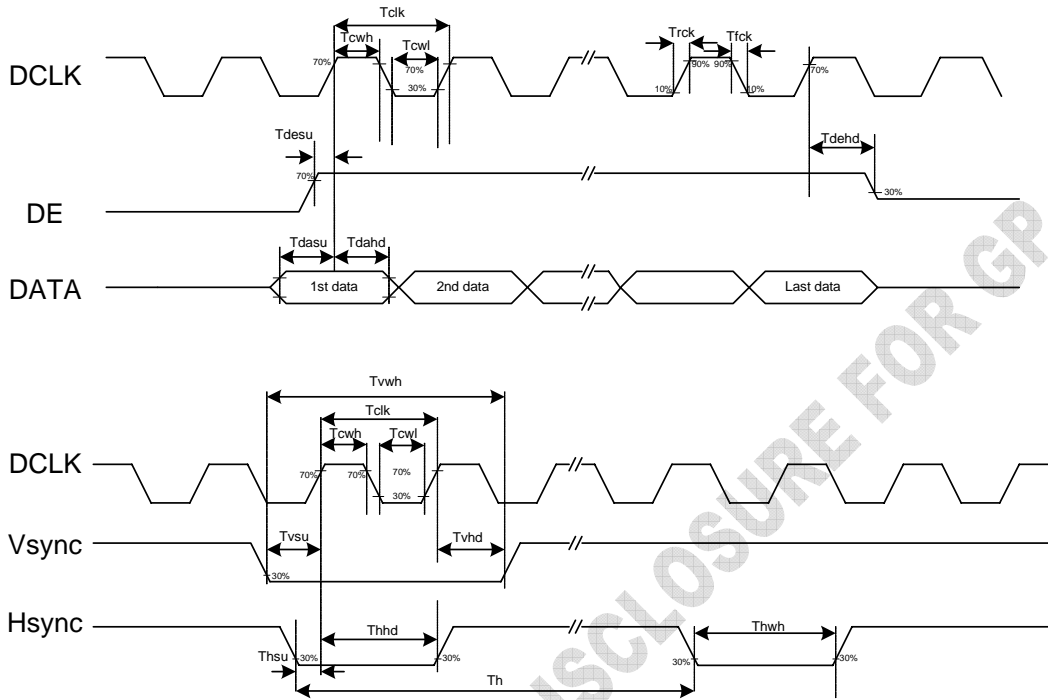 Tclk
Tcwh
Tcwl
Trck
Tfck
DCLK
70%
70%
30%
90%
90%
10%
10%
70%
Tdesu
Tdehd
70%
30%
DE
Tdasu
Tdahd
DATA
1st data
2nd data
Last data
Tvwh
Tclk
Tcwh
Tcwl
DCLK
70%
70%
70%
30%
Tvsu
Tvhd
Vsync
30%
Hsync
Thhd
Thwh
Thsu
30%
30%
30%
30%
Th
ISCLOSURE FOR GP